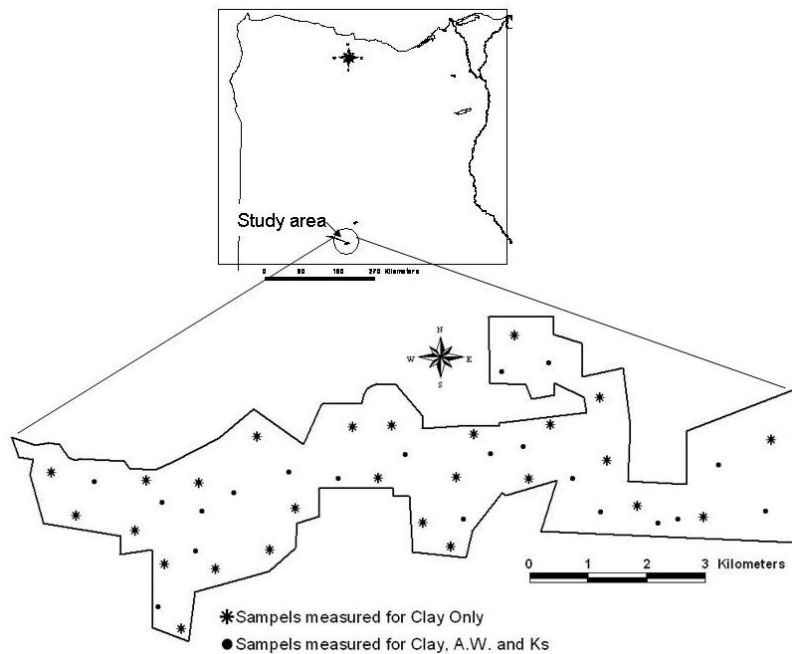 Study area
0 90 180 270 Kilometers
N
W E
S
0 1 2 3 Kilometers
Sampels measured for Clay Only
Sampels measured for Clay, A.W. and Ks